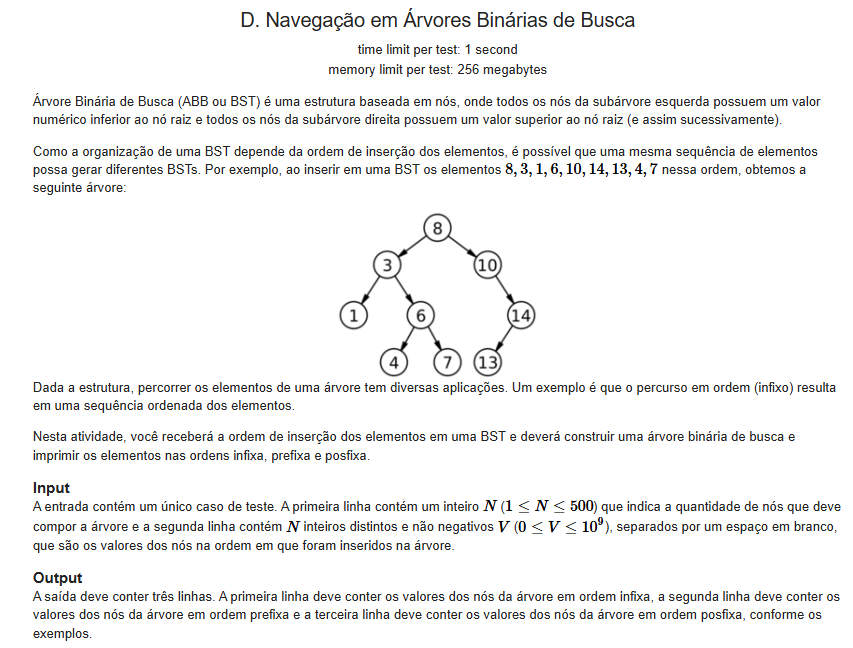 D. Navegação em Árvores Binárias de Busca
time limit per test: 1 second
memory limit per test: 256 megabytes
Árvore Binária de Busca (ABB ou BST) é uma estrutura baseada em nós, onde todos os nós da subárvore esquerda possuem um valor
numérico inferior ao nó raiz e todos os nós da subárvore direita possuem um valor superior ao nó raiz (e assim sucessivamente).
Como a organização de uma BST depende da ordem de inserção dos elementos, é possível que uma mesma sequência de elementos
possa gerar diferentes BSTs. Por exemplo, ao inserir em uma BST os elementos 8, 3, 1, 6, 10, 14, 13, 4, 7 nessa ordem, obtemos a
seguinte árvore:
8
3 10
1 6 14
4 7 13
Dada a estrutura, percorrer os elementos de uma árvore tem diversas aplicações. Um exemplo é que o percurso em ordem (infixo) resulta
em uma sequência ordenada dos elementos.
Nesta atividade, você receberá a ordem de inserção dos elementos em uma BST e deverá construir uma árvore binária de busca e
imprimir os elementos nas ordens infixa, prefixa e posfixa.
Input
A entrada contém um único caso de teste. A primeira linha contém um inteiro N (1 ≤ N ≤ 500) que indica a quantidade de nós que deve
compor a árvore e a segunda linha contém N inteiros distintos e não negativos V (0 ≤ V ≤ 10⁹), separados por um espaço em branco,
que são os valores dos nós na ordem em que foram inseridos na árvore.
Output
A saída deve conter três linhas. A primeira linha deve conter os valores dos nós da árvore em ordem infixa, a segunda linha deve conter os
valores dos nós da árvore em ordem prefixa e a terceira linha deve conter os valores dos nós da árvore em ordem posfixa, conforme os
exemplos.